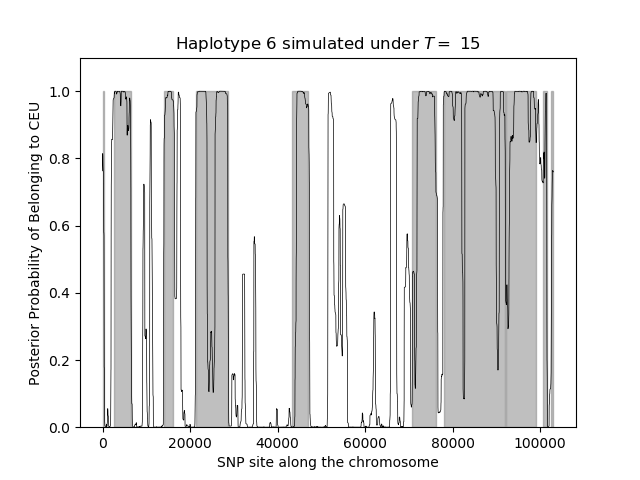 Haplotype 6 simulated under T = 15
Posterior Probability of Belonging to CEU
1.0
0.8
0.6
0.4
0.2
0.0
0 20000 40000 60000 80000 100000
SNP site along the chromosome